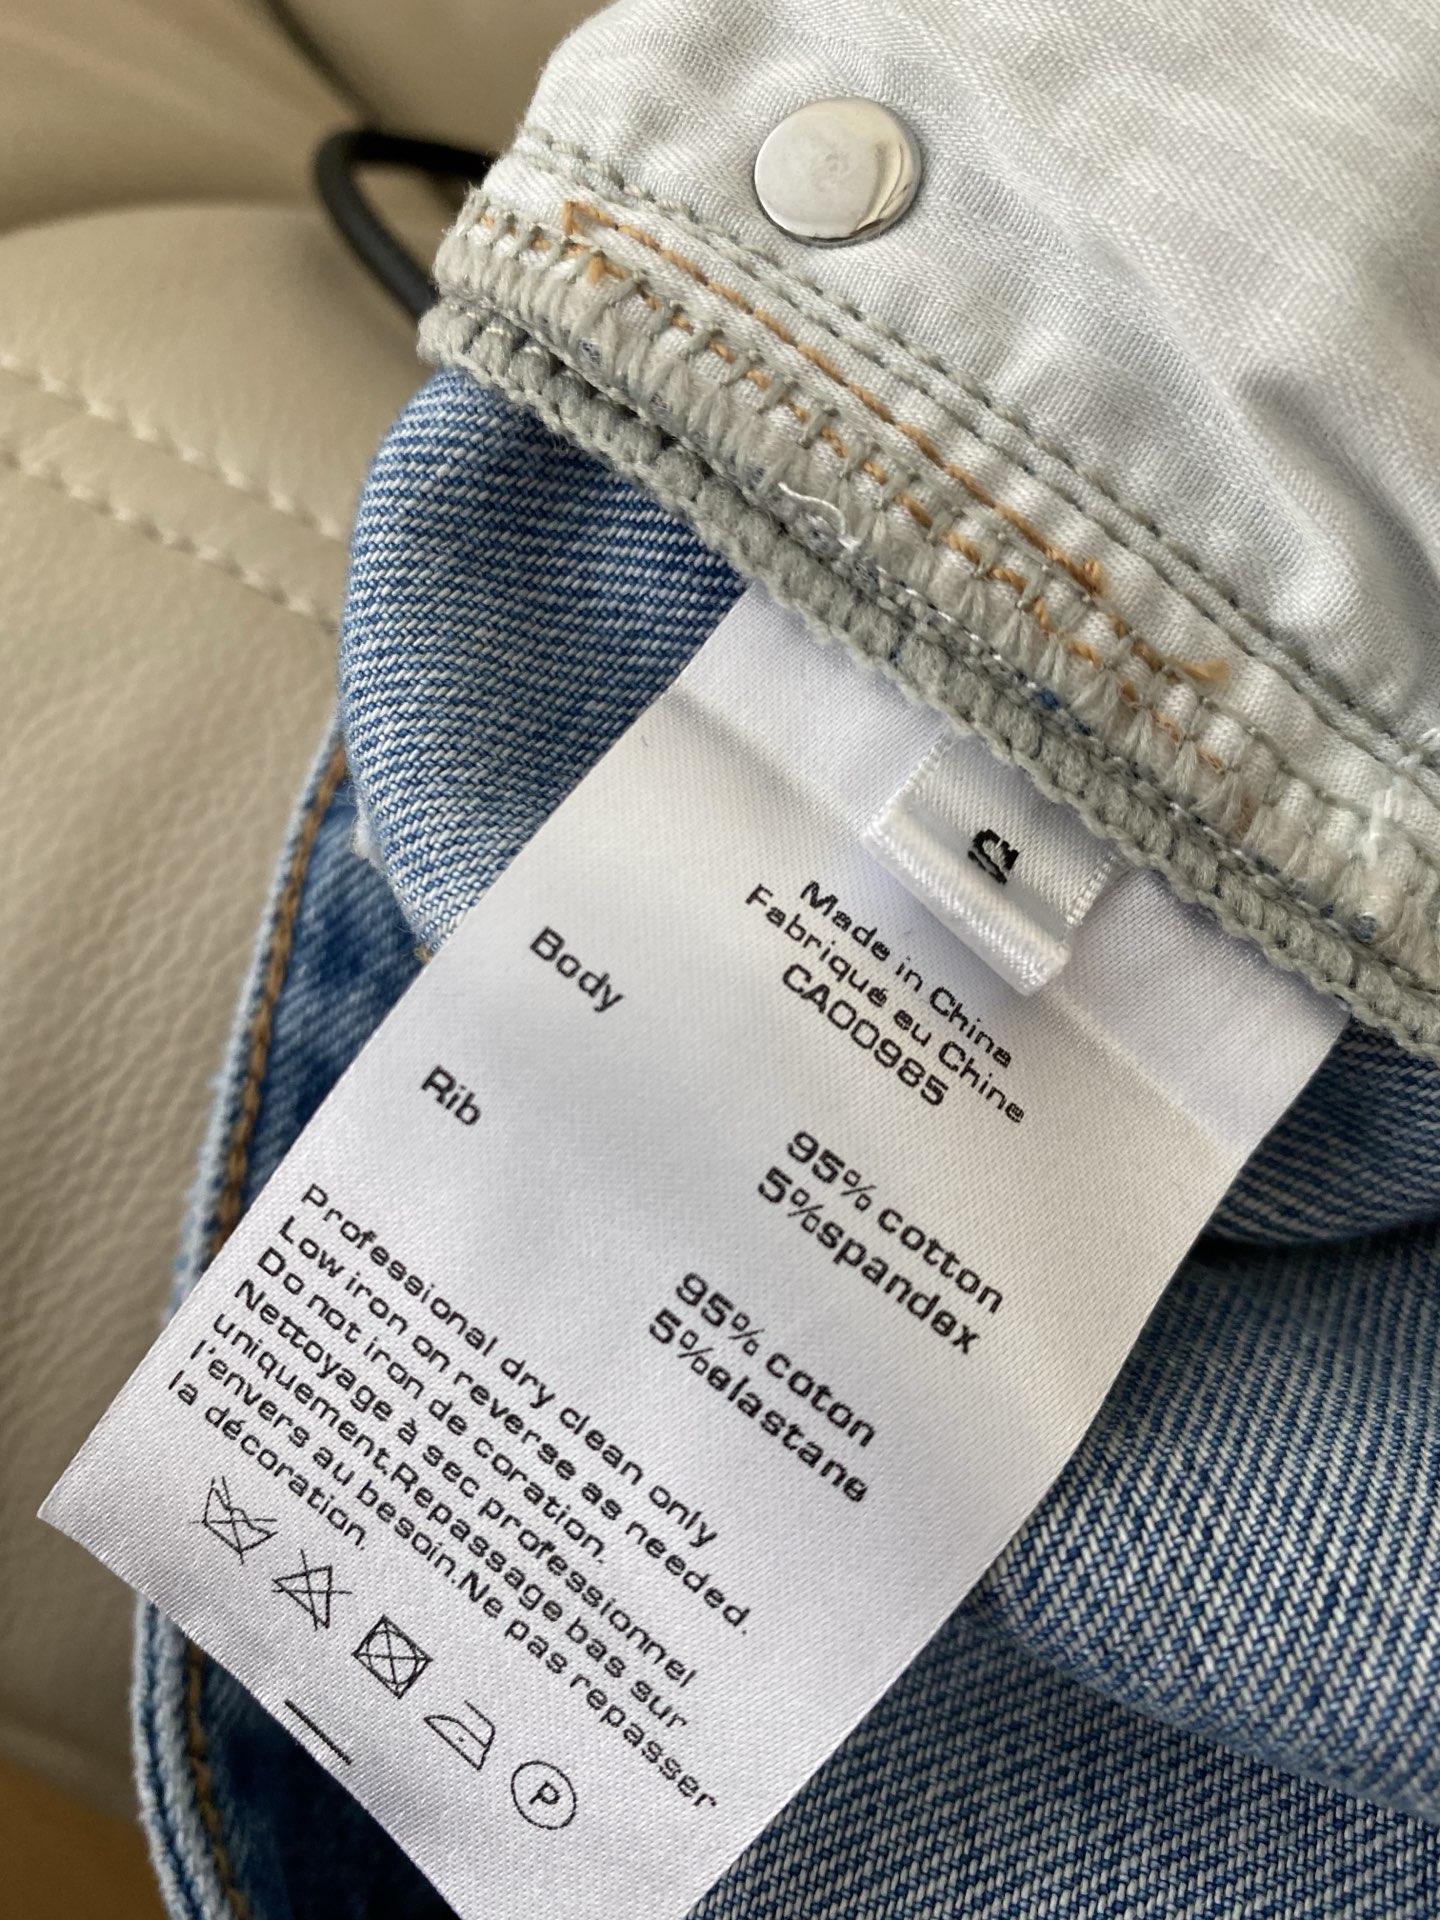 Made in China
Fabriqué eu Chine
CA00985
Body
95% cotton
5%spandex
Rib
95% coton
5%elastane
Professional dry clean only
Low iron on reverse as needed.
Do not iron de coration.
Nettoyage à sec professionnel
uniquement.Repassage bas sur
l'envers au besoin.Ne pas repasser
la décoration.
P